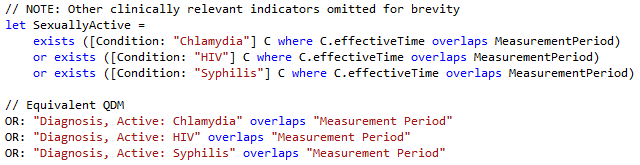 // NOTE: Other clinically relevant indicators omitted for brevity
let SexuallyActive =
    exists ([Condition: "Chlamydia"] C where C.effectiveTime overlaps MeasurementPeriod)
    or exists ([Condition: "HIV"] C where C.effectiveTime overlaps MeasurementPeriod)
    or exists ([Condition: "Syphilis"] C where C.effectiveTime overlaps MeasurementPeriod)

// Equivalent QDM
OR: "Diagnosis, Active: Chlamydia" overlaps "Measurement Period"
OR: "Diagnosis, Active: HIV" overlaps "Measurement Period"
OR: "Diagnosis, Active: Syphilis" overlaps "Measurement Period"